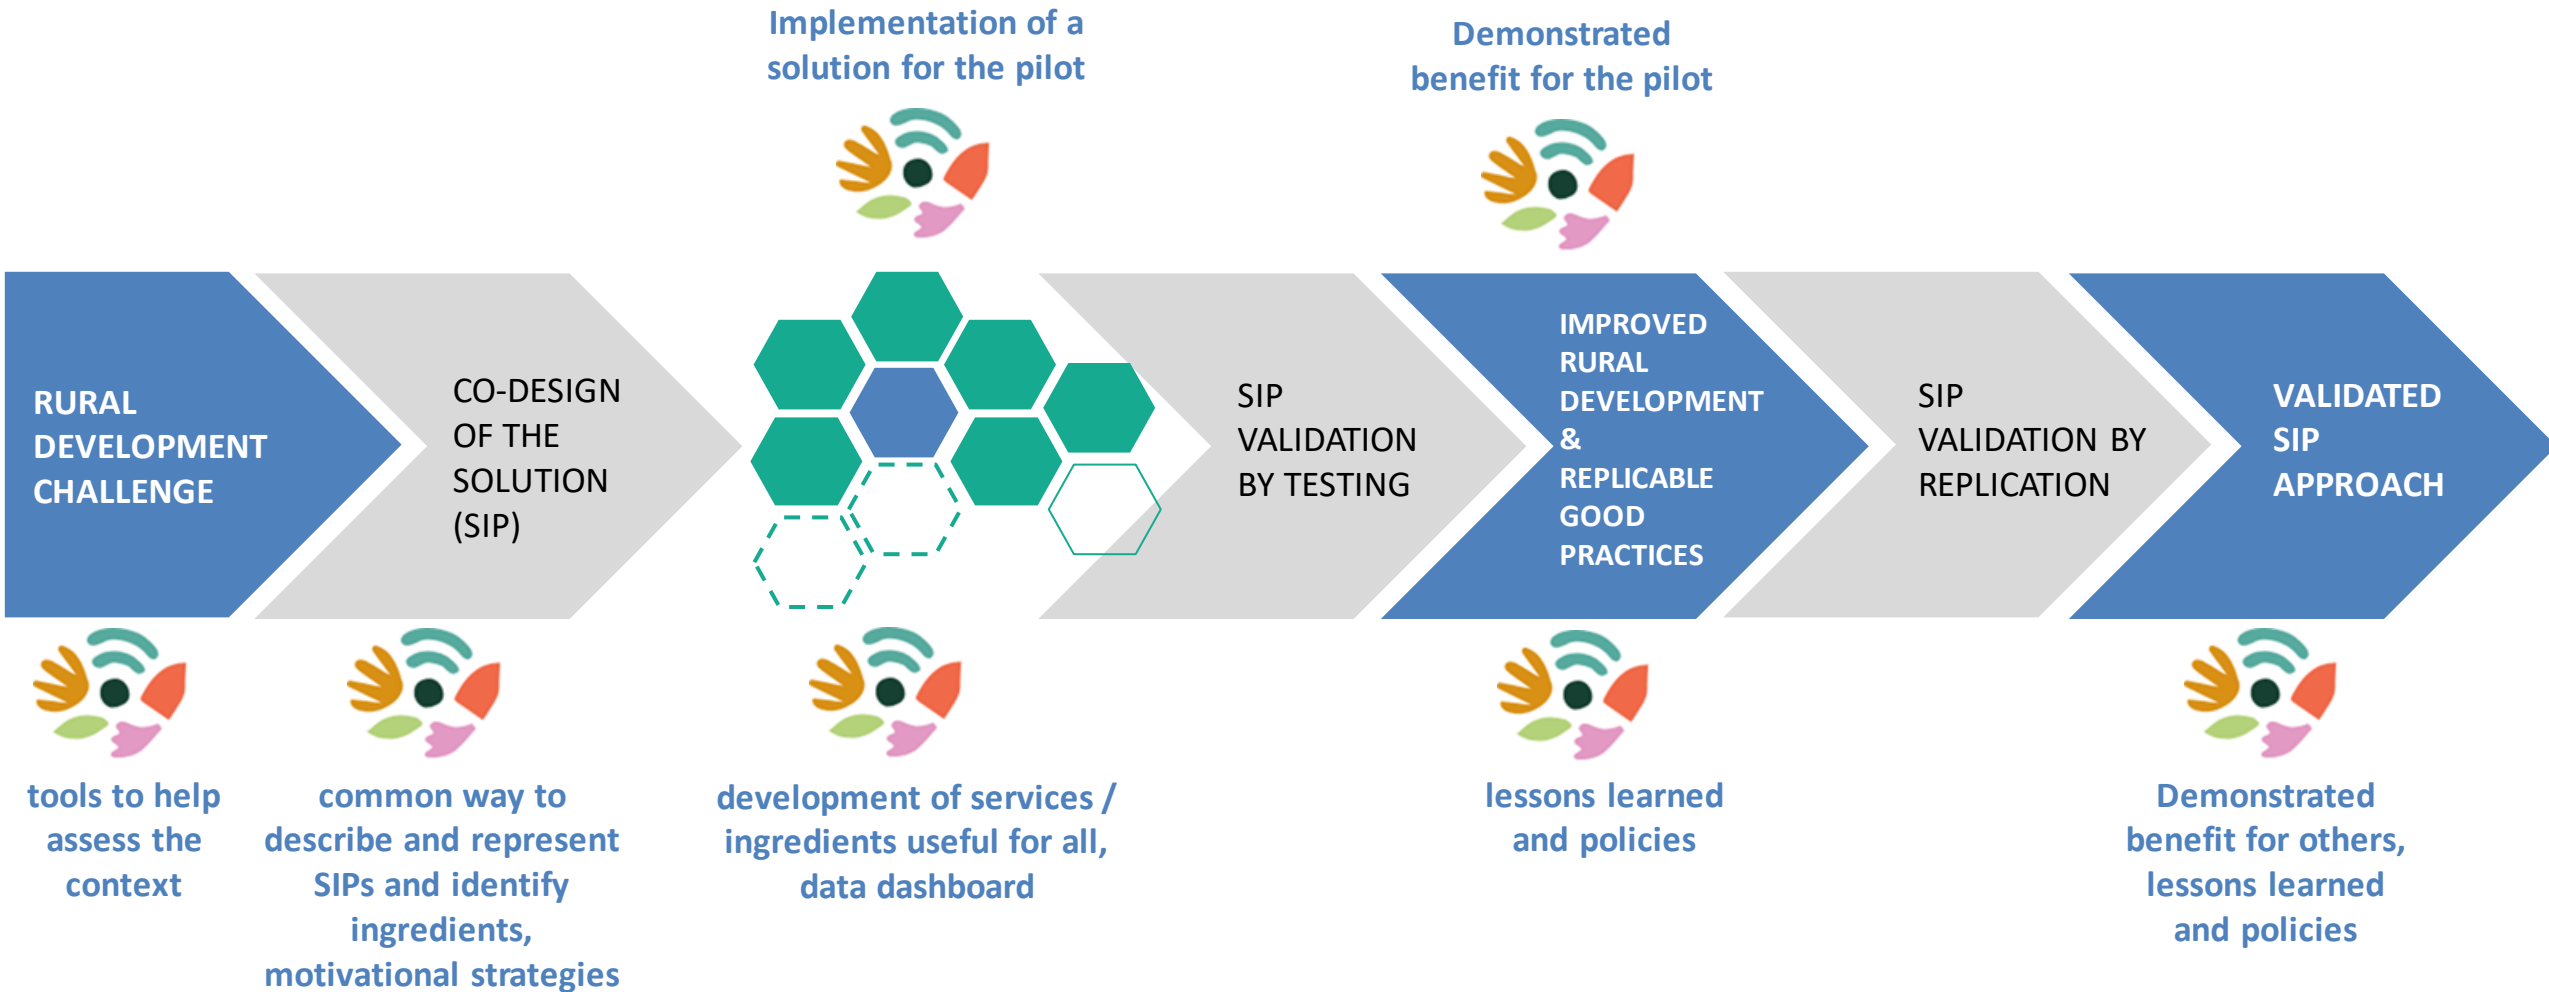 Implementation of a
solution for the pilot
Demonstrated
benefit for the pilot
RURAL
DEVELOPMENT
CHALLENGE
CO-DESIGN
OF THE
SOLUTION
(SIP)
SIP
VALIDATION
BY TESTING
IMPROVED
RURAL
DEVELOPMENT
&
REPLICABLE
GOOD
PRACTICES
SIP
VALIDATION BY
REPLICATION
VALIDATED
SIP
APPROACH
tools to help
assess the
context
common way to
describe and represent
SIPs and identify
ingredients,
motivational strategies
development of services /
ingredients useful for all,
data dashboard
lessons learned
and policies
Demonstrated
benefit for others,
lessons learned
and policies